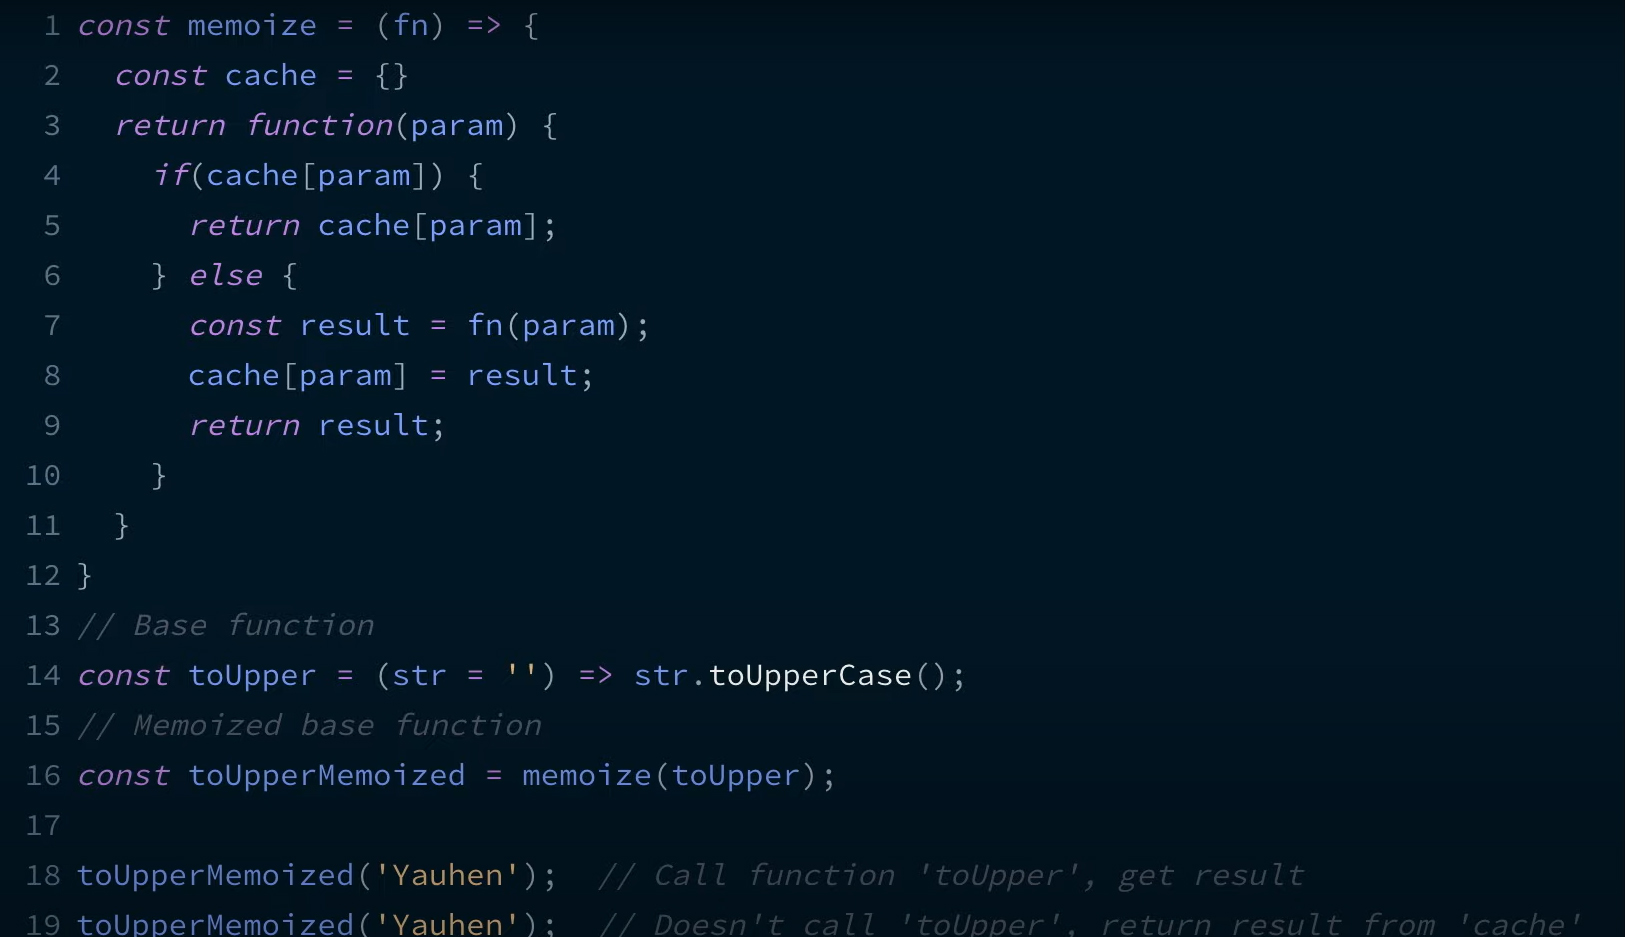 1 const memoize = (fn) => {
2   const cache = {}
3   return function(param) {
4     if(cache[param]) {
5       return cache[param];
6     } else {
7       const result = fn(param);
8       cache[param] = result;
9       return result;
10     }
11   }
12 }
13 // Base function
14 const toUpper = (str = '') => str.toUpperCase();
15 // Memoized base function
16 const toUpperMemoized = memoize(toUpper);
17
18 toUpperMemoized('Yauhen');  // Call function 'toUpper', get result
19 toUpperMemoized('Yauhen');  // Doesn't call 'toUpper', return result from 'cache'